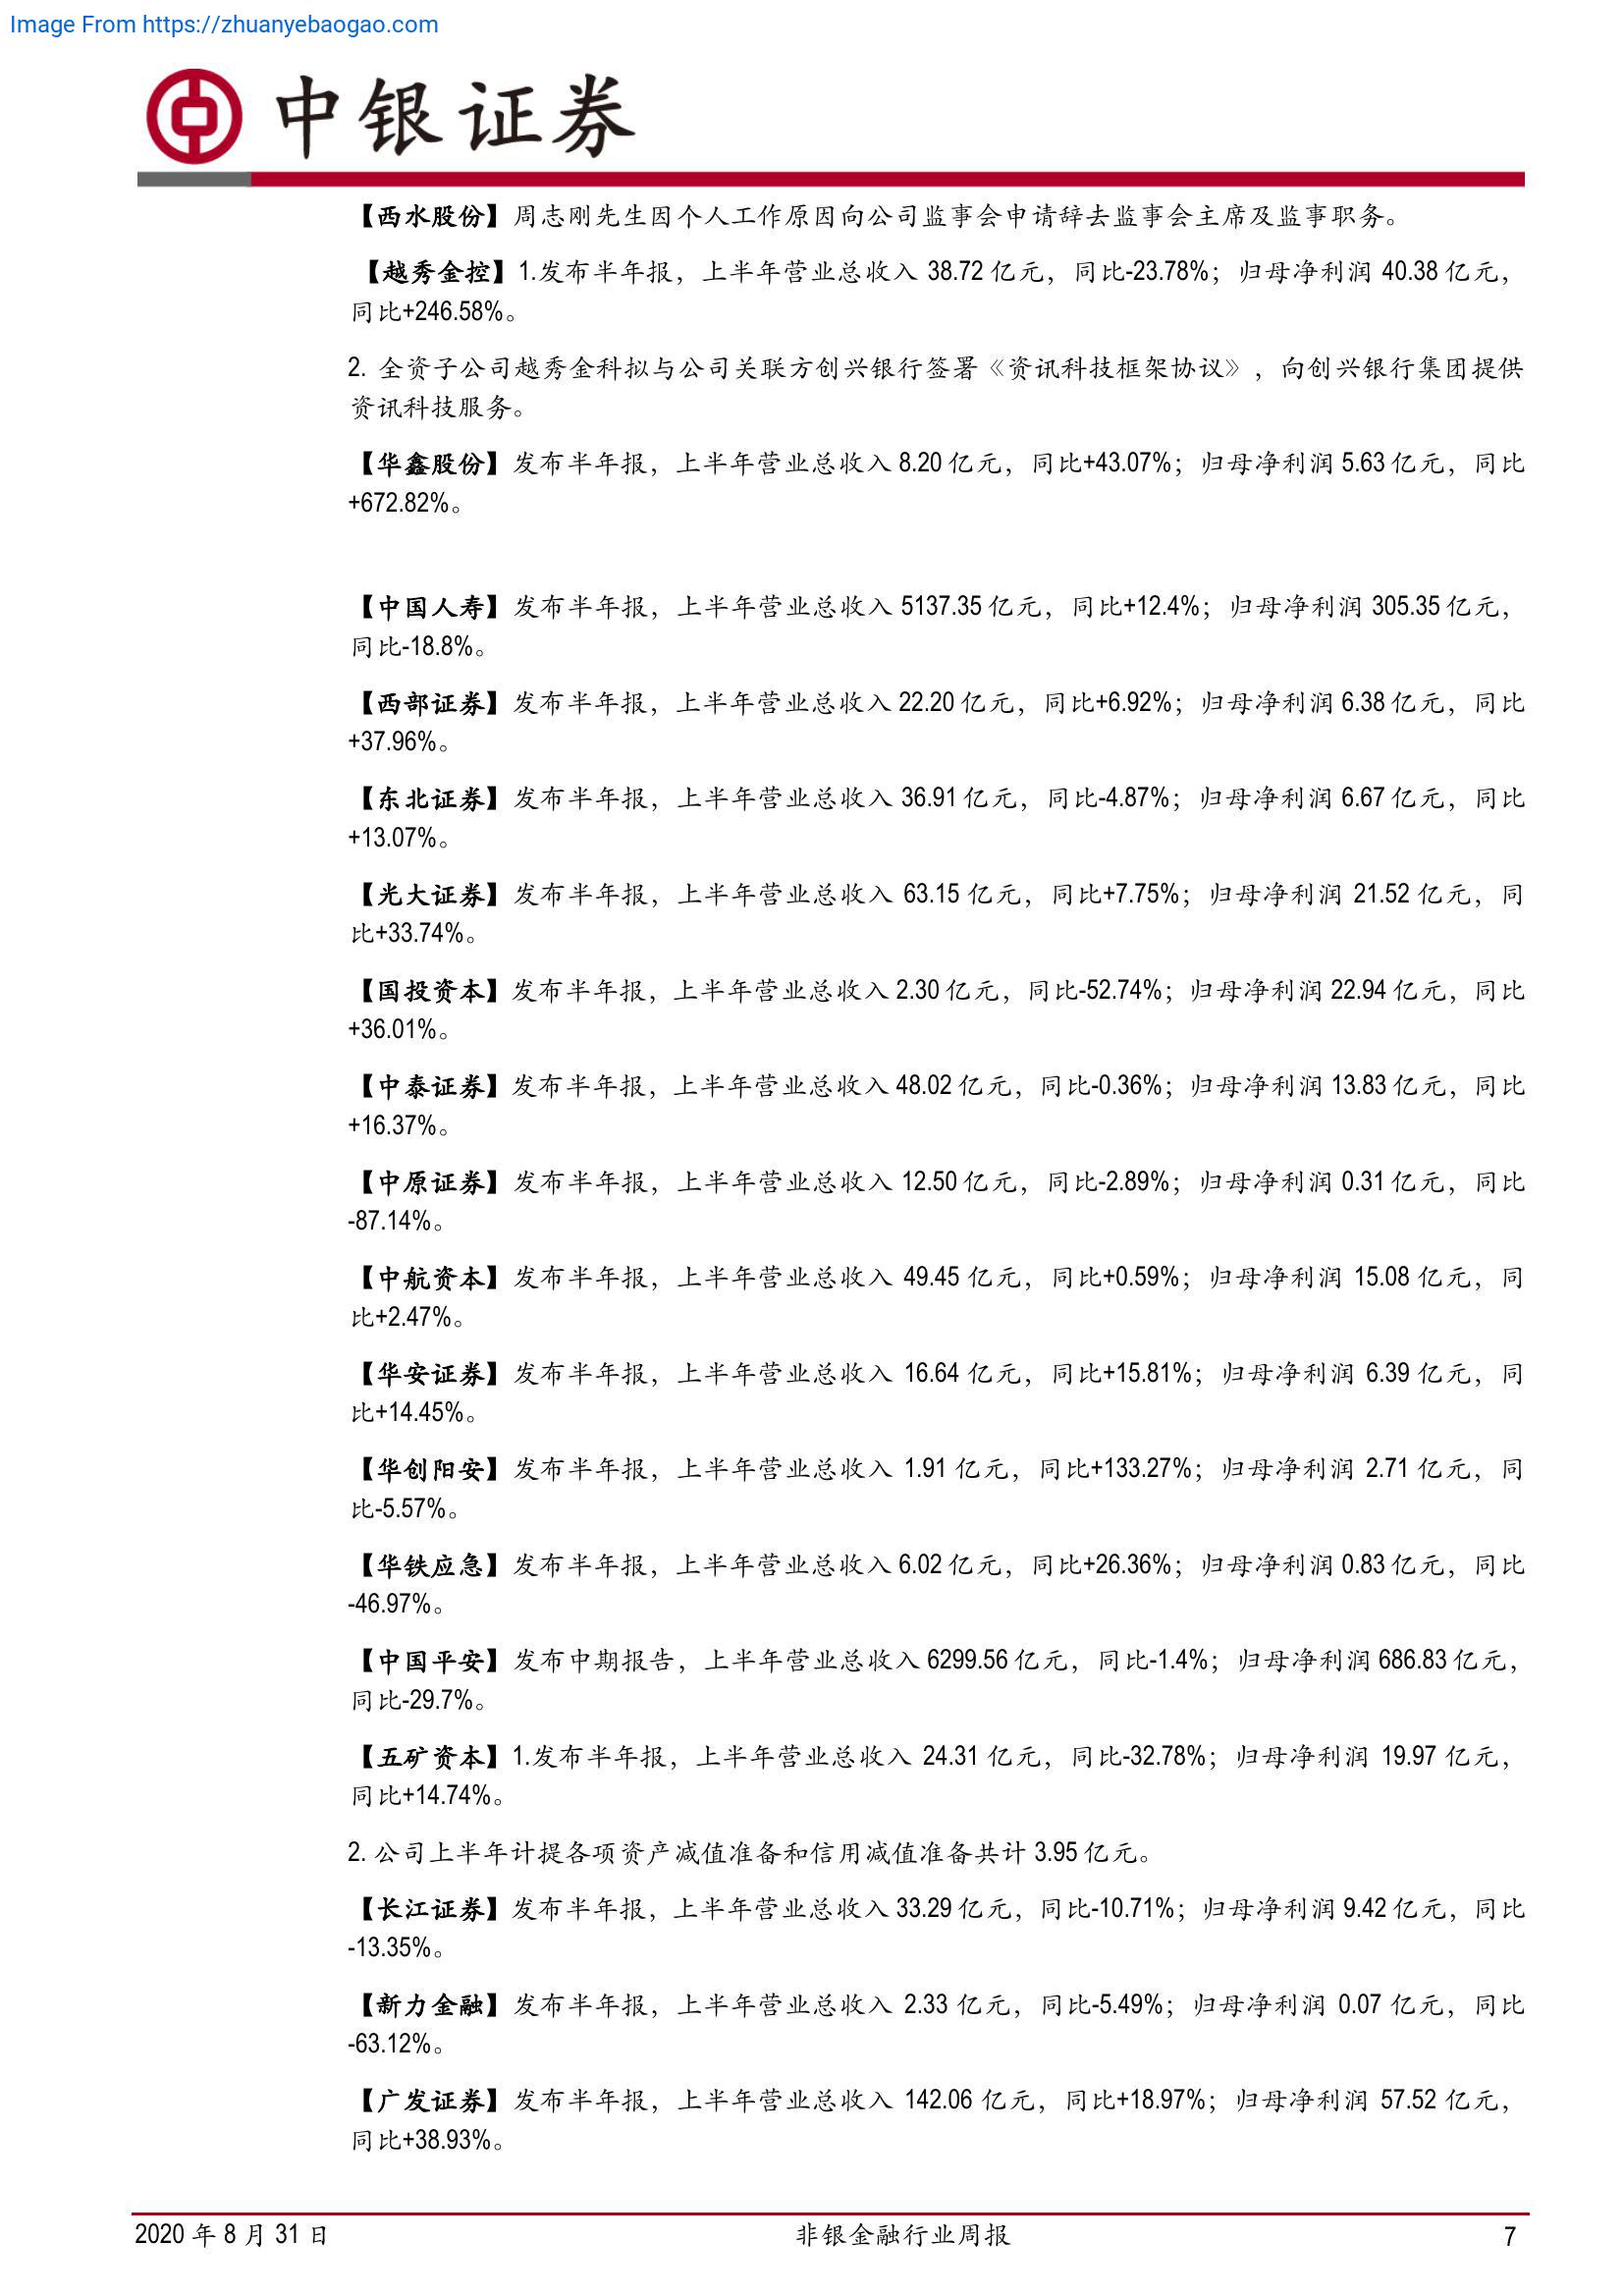 Image From https://zhuanyebaogao.com
中银证券
【西水股份】周志刚先生因个人工作原因向公司监事会申请辞去监事会主席及监事职务。
【越秀金控】1.发布半年报，上半年营业总收入 38.72 亿元，同比-23.78%；归母净利润 40.38 亿元，
同比+246.58%。
2. 全资子公司越秀金科拟与公司关联方创兴银行签署《资讯科技框架协议》，向创兴银行集团提供
资讯科技服务。
【华鑫股份】发布半年报，上半年营业总收入 8.20 亿元，同比+43.07%；归母净利润 5.63 亿元，同比
+672.82%。
【中国人寿】发布半年报，上半年营业总收入 5137.35 亿元，同比+12.4%；归母净利润 305.35 亿元，
同比-18.8%。
【西部证券】发布半年报，上半年营业总收入 22.20 亿元，同比+6.92%；归母净利润 6.38 亿元，同比
+37.96%。
【东北证券】发布半年报，上半年营业总收入 36.91 亿元，同比-4.87%；归母净利润 6.67 亿元，同比
+13.07%。
【光大证券】发布半年报，上半年营业总收入 63.15 亿元，同比+7.75%；归母净利润 21.52 亿元，同
比+33.74%。
【国投资本】发布半年报，上半年营业总收入 2.30 亿元，同比-52.74%；归母净利润 22.94 亿元，同比
+36.01%。
【中泰证券】发布半年报，上半年营业总收入 48.02 亿元，同比-0.36%；归母净利润 13.83 亿元，同比
+16.37%。
【中原证券】发布半年报，上半年营业总收入 12.50 亿元，同比-2.89%；归母净利润 0.31 亿元，同比
-87.14%。
【中航资本】发布半年报，上半年营业总收入 49.45 亿元，同比+0.59%；归母净利润 15.08 亿元，同
比+2.47%。
【华安证券】发布半年报，上半年营业总收入 16.64 亿元，同比+15.81%；归母净利润 6.39 亿元，同
比+14.45%。
【华创阳安】发布半年报，上半年营业总收入 1.91 亿元，同比+133.27%；归母净利润 2.71 亿元，同
比-5.57%。
【华铁应急】发布半年报，上半年营业总收入 6.02 亿元，同比+26.36%；归母净利润 0.83 亿元，同比
-46.97%。
【中国平安】发布中期报告，上半年营业总收入 6299.56 亿元，同比-1.4%；归母净利润 686.83 亿元，
同比-29.7%。
【五矿资本】1.发布半年报，上半年营业总收入 24.31 亿元，同比-32.78%；归母净利润 19.97 亿元，
同比+14.74%。
2. 公司上半年计提各项资产减值准备和信用减值准备共计 3.95 亿元。
【长江证券】发布半年报，上半年营业总收入 33.29 亿元，同比-10.71%；归母净利润 9.42 亿元，同比
-13.35%。
【新力金融】发布半年报，上半年营业总收入 2.33 亿元，同比-5.49%；归母净利润 0.07 亿元，同比
-63.12%。
【广发证券】发布半年报，上半年营业总收入 142.06 亿元，同比+18.97%；归母净利润 57.52 亿元，
同比+38.93%。
2020 年 8 月 31 日 非银金融行业周报 7